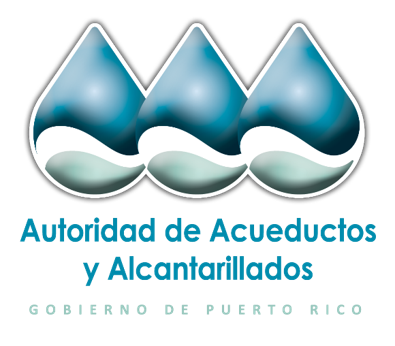 Autoridad de Acueductos
y Alcantarillados
GOBIERNO DE PUERTO RICO